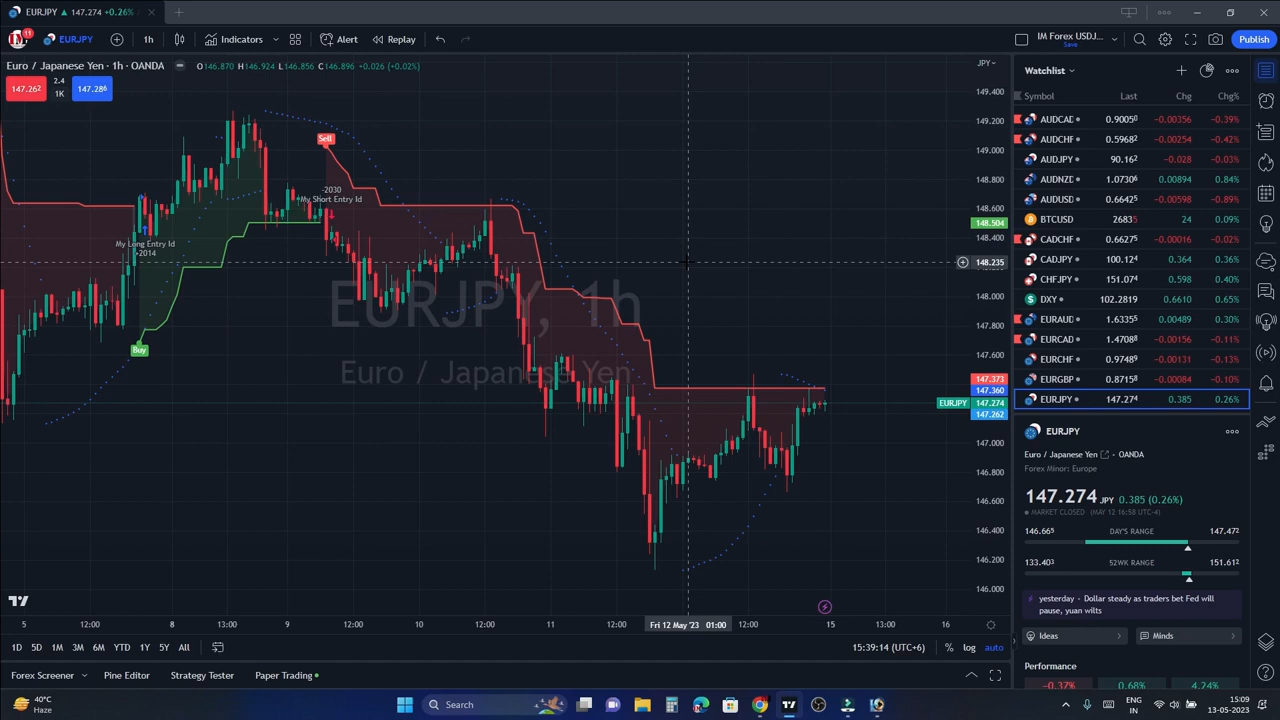 EURJPY ▲ 147.274 +0.26%
11
EURJPY
1h
Indicators
Alert
Replay
IM Forex USDJ...
Save
Publish
Euro / Japanese Yen · 1h · OANDA
O146.870 H146.924 L146.856 C146.896 +0.026 (+0.02%)
147.262
2.4
1K
147.286
JPY
149.400
149.200
149.000
148.800
148.600
148.504
148.400
148.235
148.000
147.800
147.600
147.373
147.360
EURJPY 147.274
147.262
147.000
146.800
146.600
146.400
146.200
146.000
Sell
-2030
My Short Entry Id
My Long Entry Id
+2014
Buy
EURJPY, 1h
Euro / Japanese Yen
5 12:00 8 13:00 9 12:00 10 12:00 11 12:00 Fri 12 May '23 01:00 12:00 15 13:00 16
1D 5D 1M 3M 6M YTD 1Y 5Y All
15:39:14 (UTC+6) % log auto
Forex Screener Pine Editor Strategy Tester Paper Trading
Watchlist
Symbol Last Chg Chg%
AUDCAD 0.90050 -0.00356 -0.39%
AUDCHF 0.59682 -0.00254 -0.42%
AUDJPY 90.162 -0.028 -0.03%
AUDNZD 1.07306 0.00894 0.84%
AUDUSD 0.66425 -0.00598 -0.89%
BTCUSD 26835 24 0.09%
CADCHF 0.66275 -0.00016 -0.02%
CADJPY 100.124 0.364 0.36%
CHFJPY 151.074 0.598 0.40%
DXY 102.2819 0.6610 0.65%
EURAUD 1.63355 0.00489 0.30%
EURCAD 1.47088 -0.00156 -0.11%
EURCHF 0.97489 -0.00131 -0.13%
EURGBP 0.87158 -0.00084 -0.10%
EURJPY 147.274 0.385 0.26%
EURJPY
Euro / Japanese Yen · OANDA
Forex Minor: Europe
147.274 JPY 0.385 (0.26%)
MARKET CLOSED (MAY 12 16:58 UTC-4)
146.665 DAY'S RANGE 147.472
133.403 52WK RANGE 151.612
yesterday · Dollar steady as traders bet Fed will
pause, yuan wilts
Ideas
Minds
Performance
-0.37% 0.68% 4.24%
40°C
Haze
Search
ENG
IN
15:09
13-05-2023